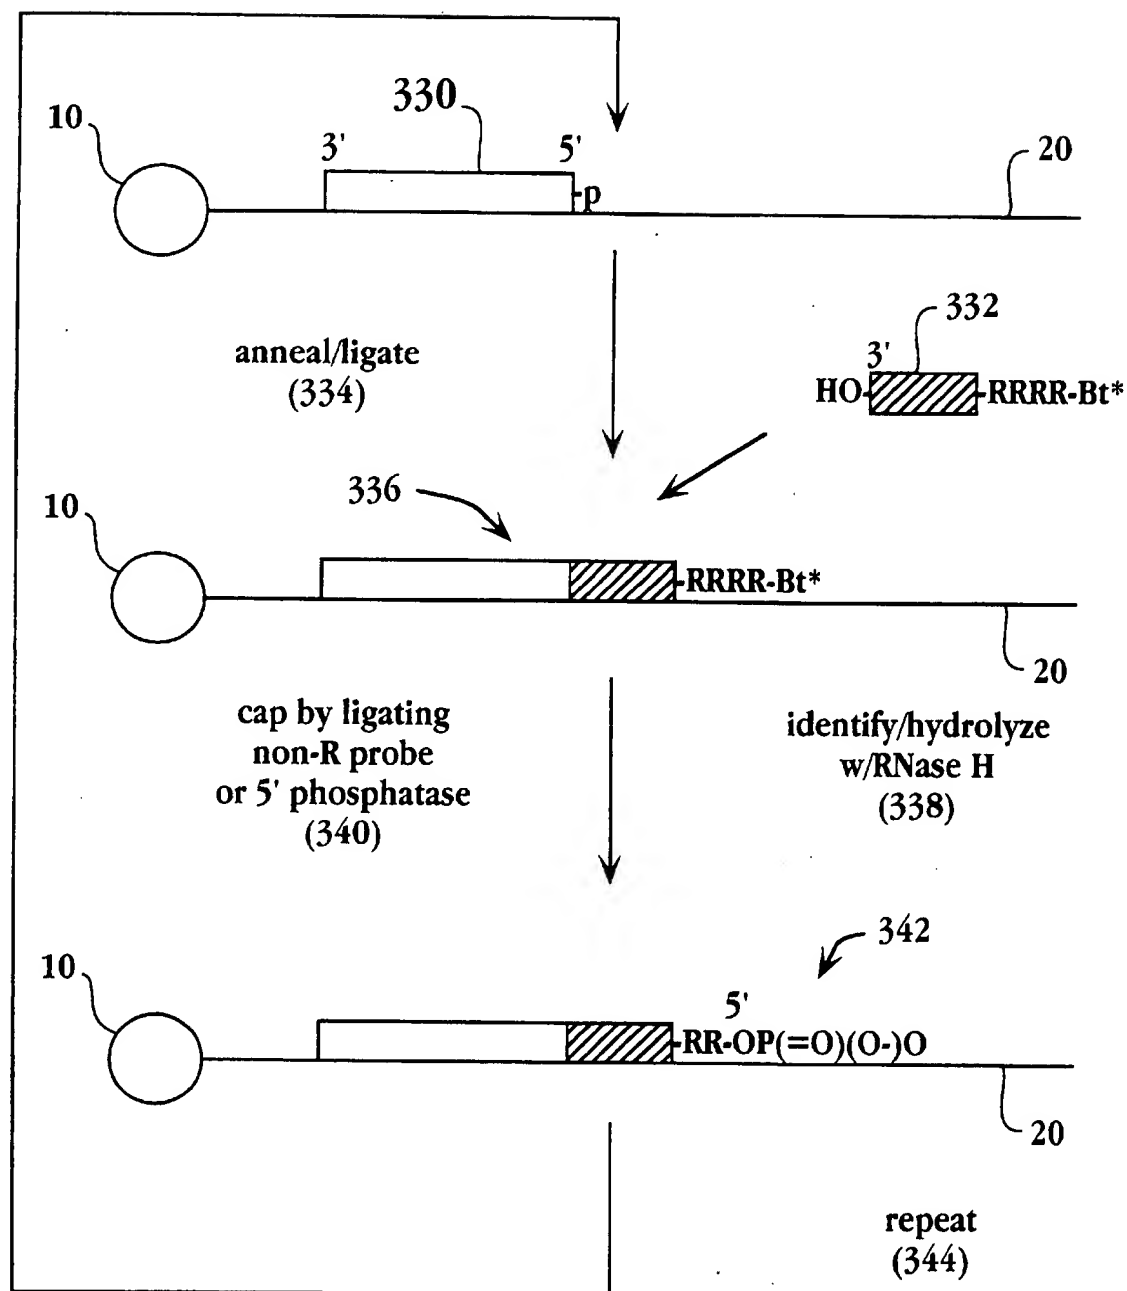 330
10
3'
5'
20
-p
332
anneal/ligate
(334)
3'
HO-
-RRRR-Bt*
336
10
-RRRR-Bt*
20
cap by ligating
non-R probe
or 5' phosphatase
(340)
identify/hydrolyze
w/RNase H
(338)
342
10
5'
-RR-OP(=O)(O-)O
20
repeat
(344)